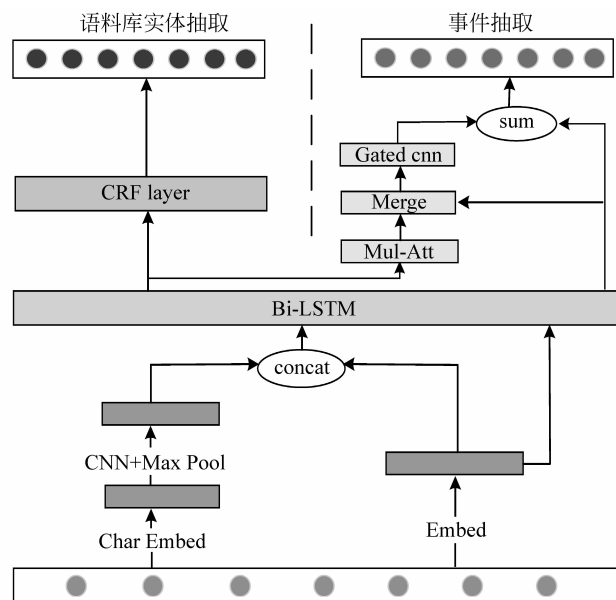 语料库实体抽取
事件抽取
sum
Gated cnn
CRF layer
Merge
Mul-Att
Bi-LSTM
concat
CNN+Max Pool
Embed
Char Embed